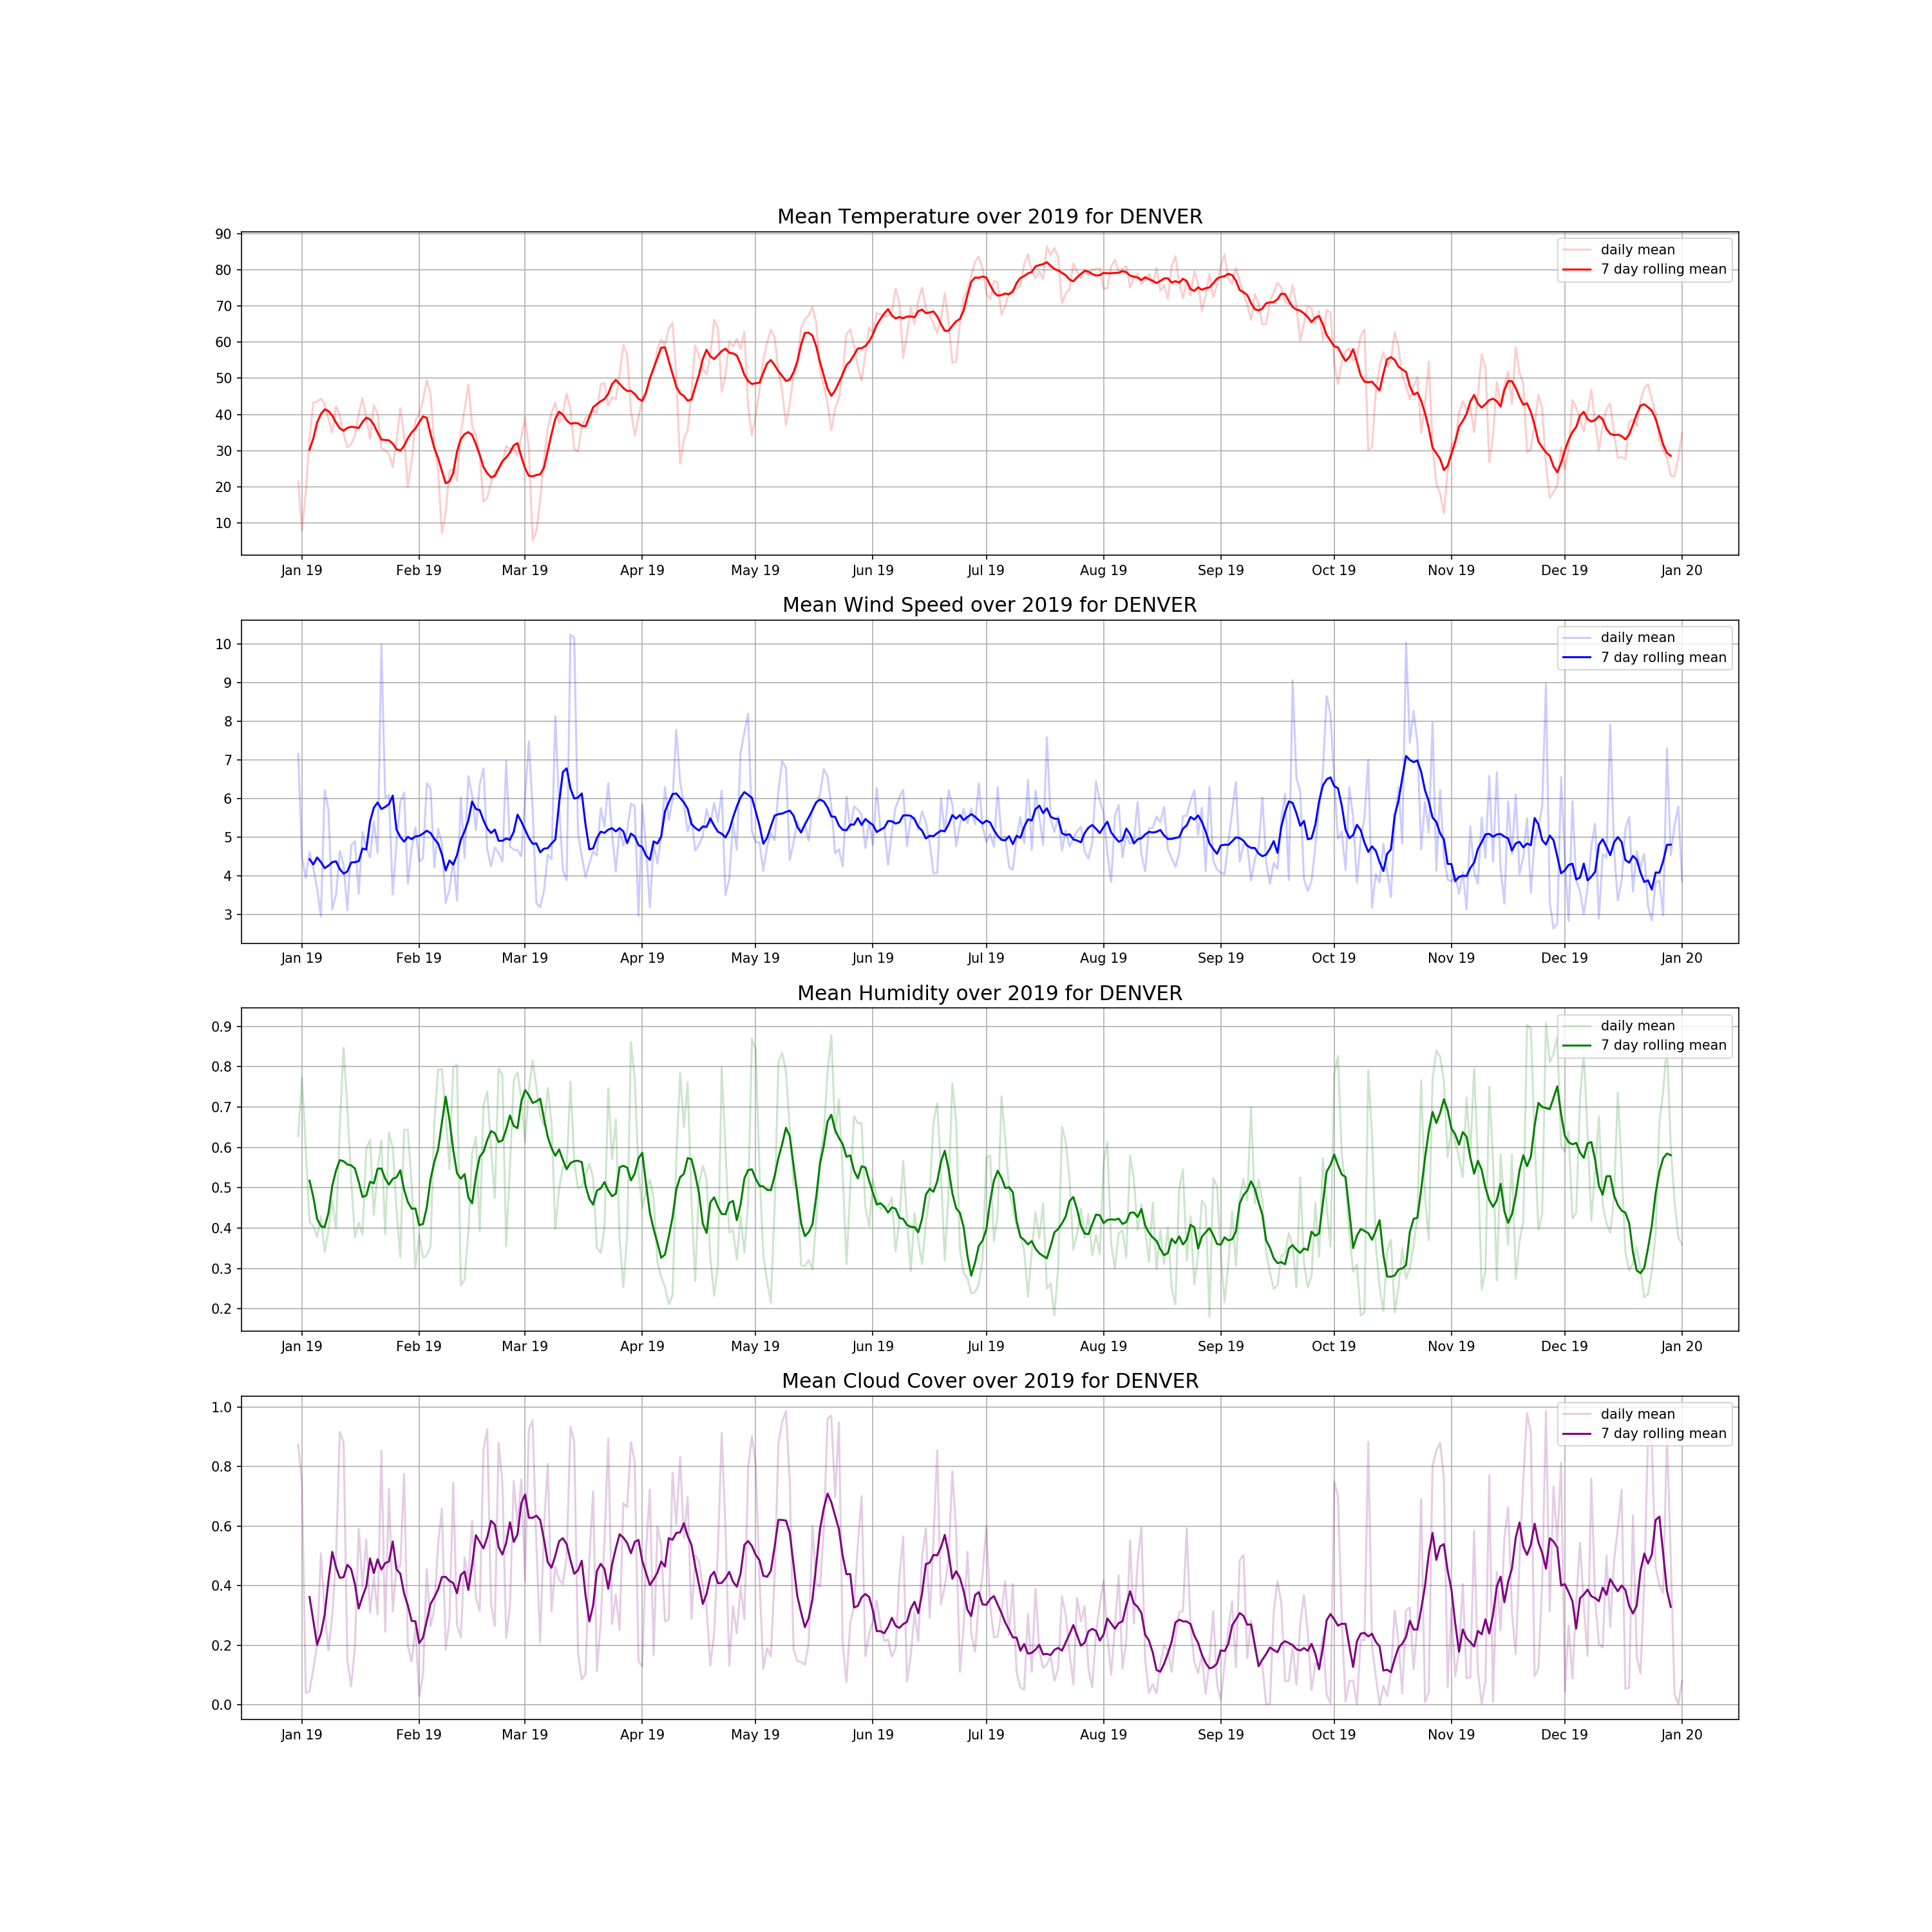 Mean Temperature over 2019 for DENVER
daily mean
7 day rolling mean
90
80
70
60
50
40
30
20
10
Jan 19 Feb 19 Mar 19 Apr 19 May 19 Jun 19 Jul 19 Aug 19 Sep 19 Oct 19 Nov 19 Dec 19 Jan 20
Mean Wind Speed over 2019 for DENVER
daily mean
7 day rolling mean
10
9
8
7
6
5
4
3
Jan 19 Feb 19 Mar 19 Apr 19 May 19 Jun 19 Jul 19 Aug 19 Sep 19 Oct 19 Nov 19 Dec 19 Jan 20
Mean Humidity over 2019 for DENVER
daily mean
7 day rolling mean
0.9
0.8
0.7
0.6
0.5
0.4
0.3
0.2
Jan 19 Feb 19 Mar 19 Apr 19 May 19 Jun 19 Jul 19 Aug 19 Sep 19 Oct 19 Nov 19 Dec 19 Jan 20
Mean Cloud Cover over 2019 for DENVER
daily mean
7 day rolling mean
1.0
0.8
0.6
0.4
0.2
0.0
Jan 19 Feb 19 Mar 19 Apr 19 May 19 Jun 19 Jul 19 Aug 19 Sep 19 Oct 19 Nov 19 Dec 19 Jan 20